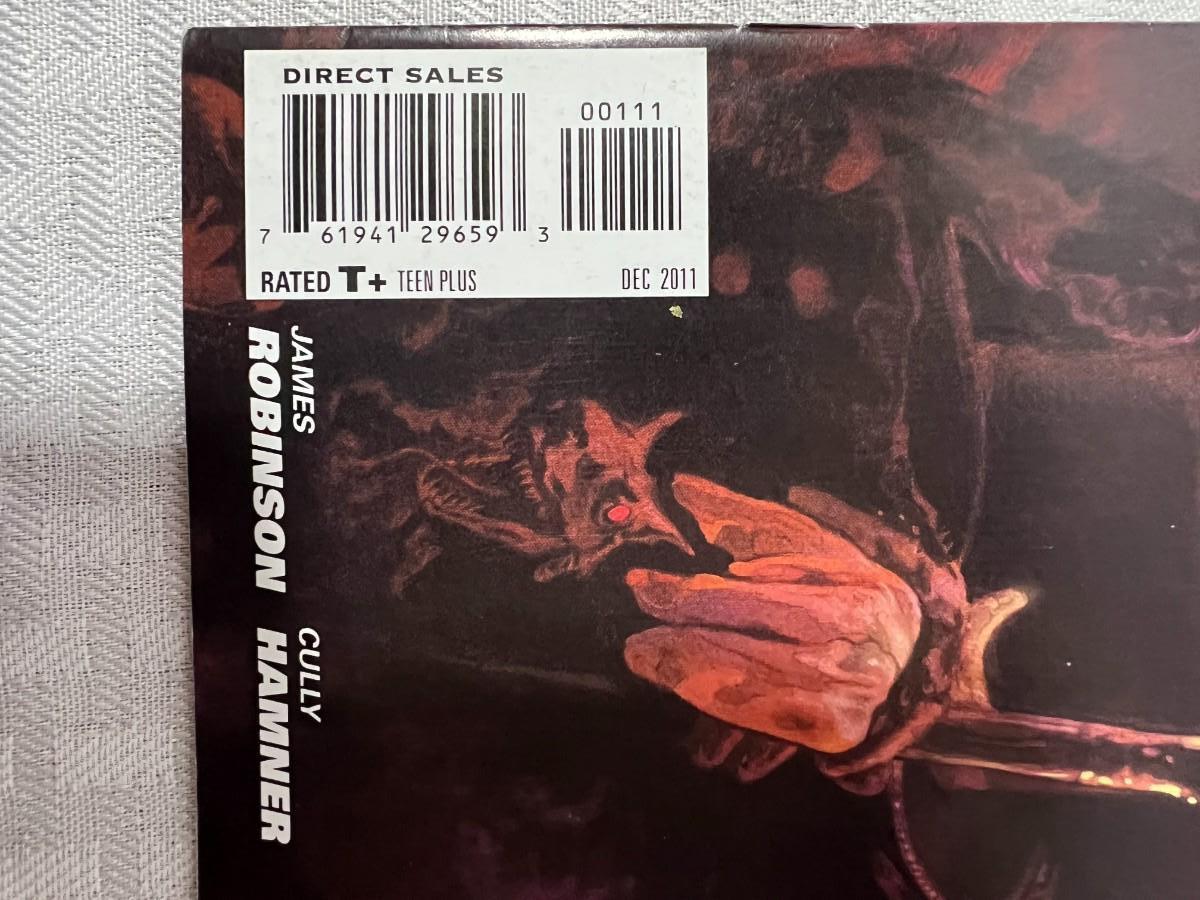 DIRECT SALES
00111
7 61941 29659 3
RATED T+ TEEN PLUS DEC 2011
JAMES
ROBINSON
CULLY
HAMNER